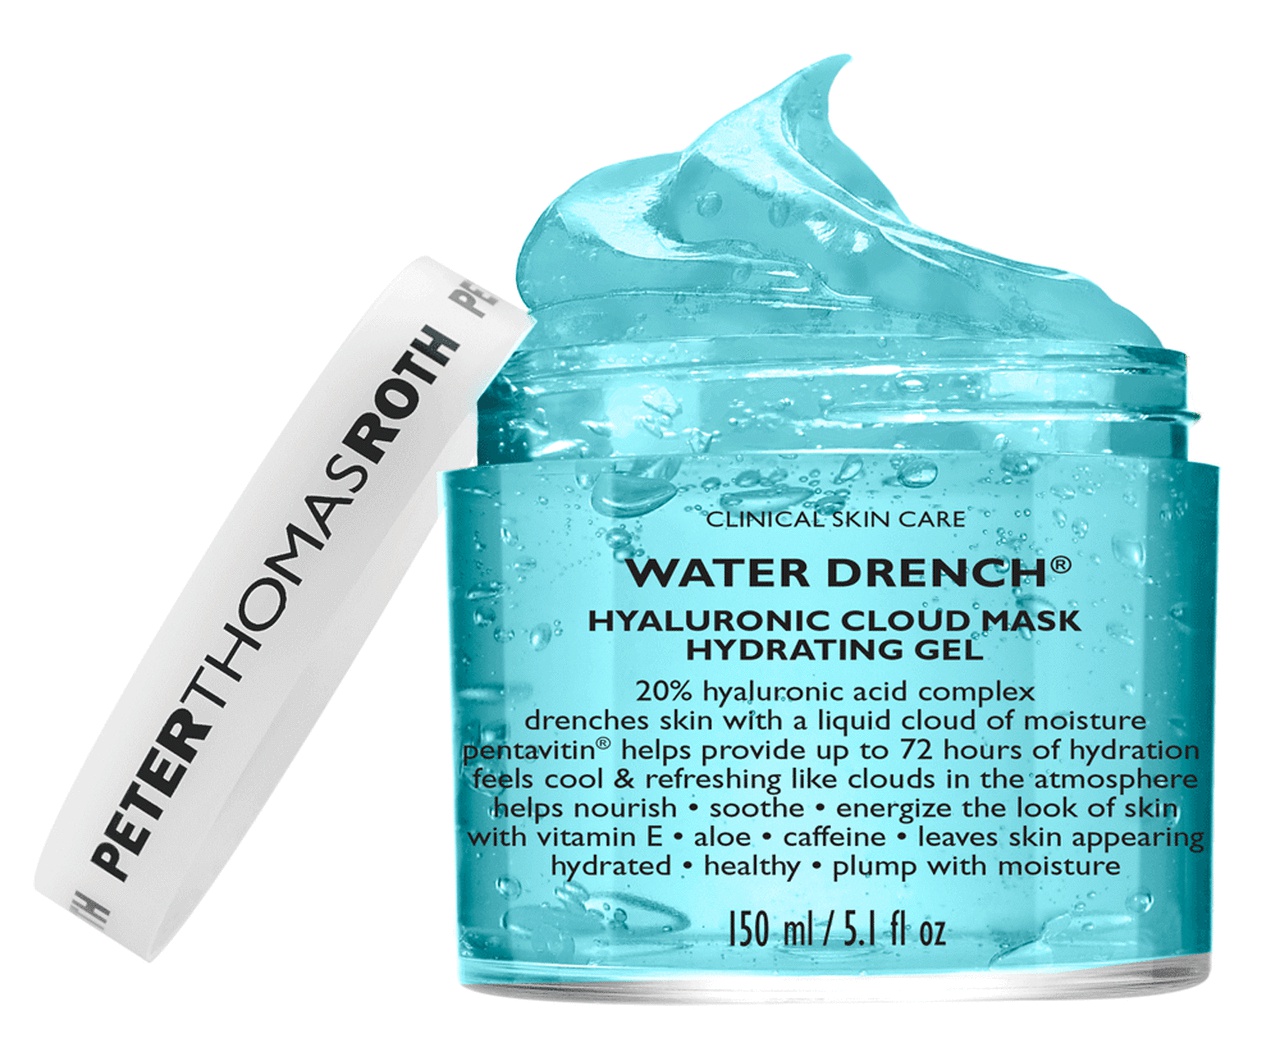 PETERTHOMASROTH PE
TH
CLINICAL SKIN CARE
WATER DRENCH®
HYALURONIC CLOUD MASK
HYDRATING GEL
20% hyaluronic acid complex
drenches skin with a liquid cloud of moisture
pentavitin® helps provide up to 72 hours of hydration
feels cool & refreshing like clouds in the atmosphere
helps nourish • soothe • energize the look of skin
with vitamin E • aloe • caffeine • leaves skin appearing
hydrated • healthy • plump with moisture
150 ml / 5.1 fl oz